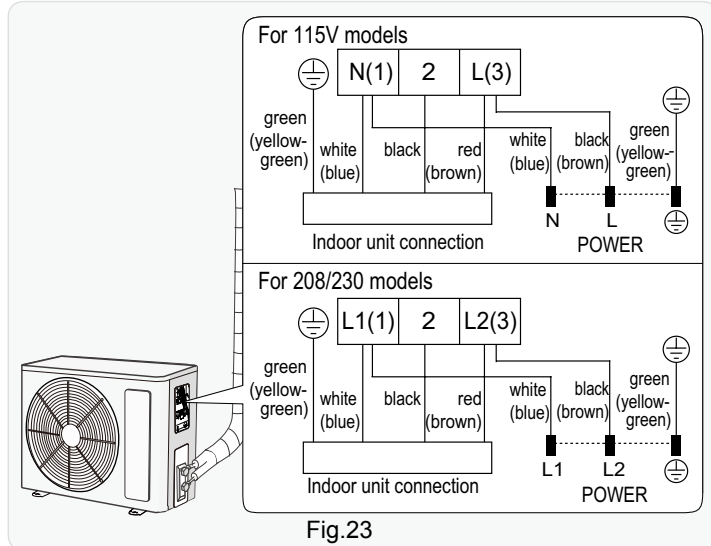 For 115V models
N(1) 2 L(3)
green
(yellow-
green)
white
(blue)
black
red
(brown)
white
(blue)
black
(brown)
green
(yellow--
green)
Indoor unit connection
N L
POWER
For 208/230 models
L1(1) 2 L2(3)
green
(yellow-
green)
white
(blue)
black
red
(brown)
white
(blue)
black
(brown)
green
(yellow-
green)
Indoor unit connection
L1 L2
POWER
Fig.23